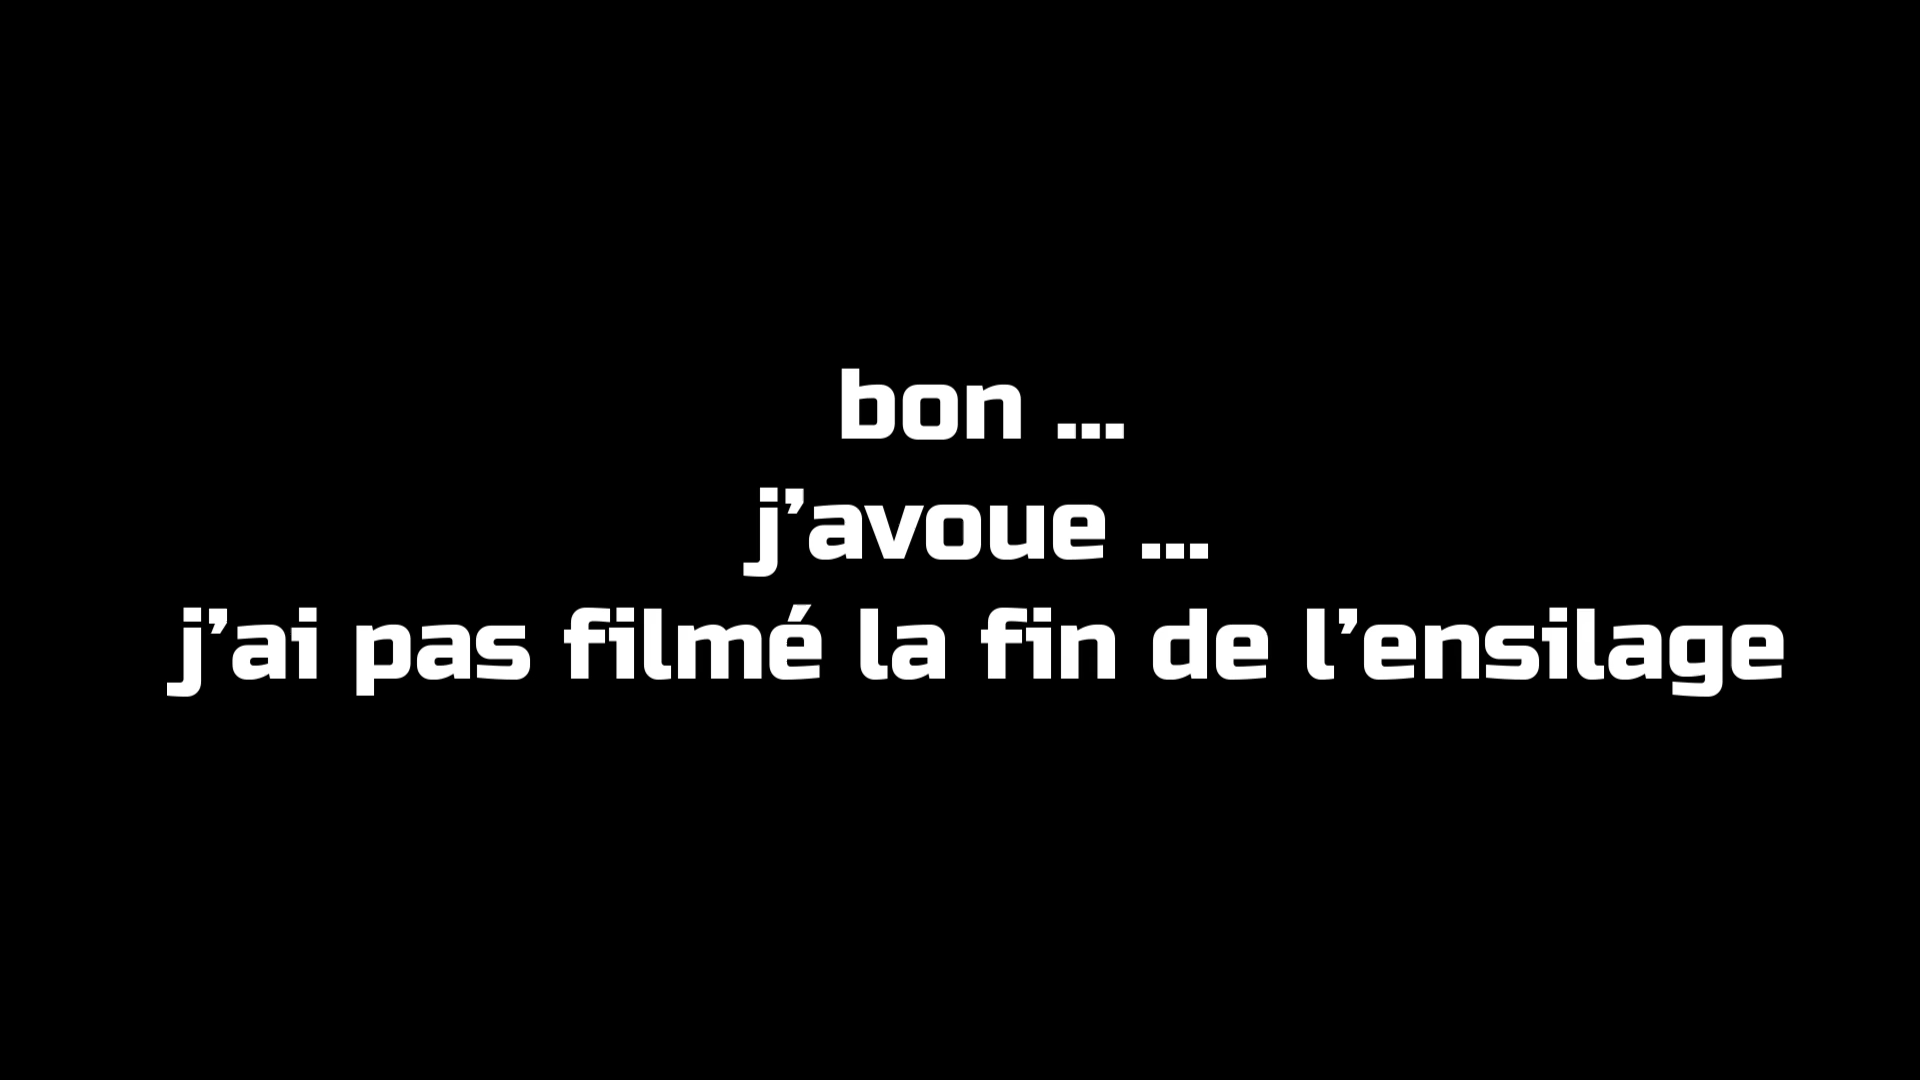 bon ...
j’avoue ...
j’ai pas filmé la fin de l’ensilage